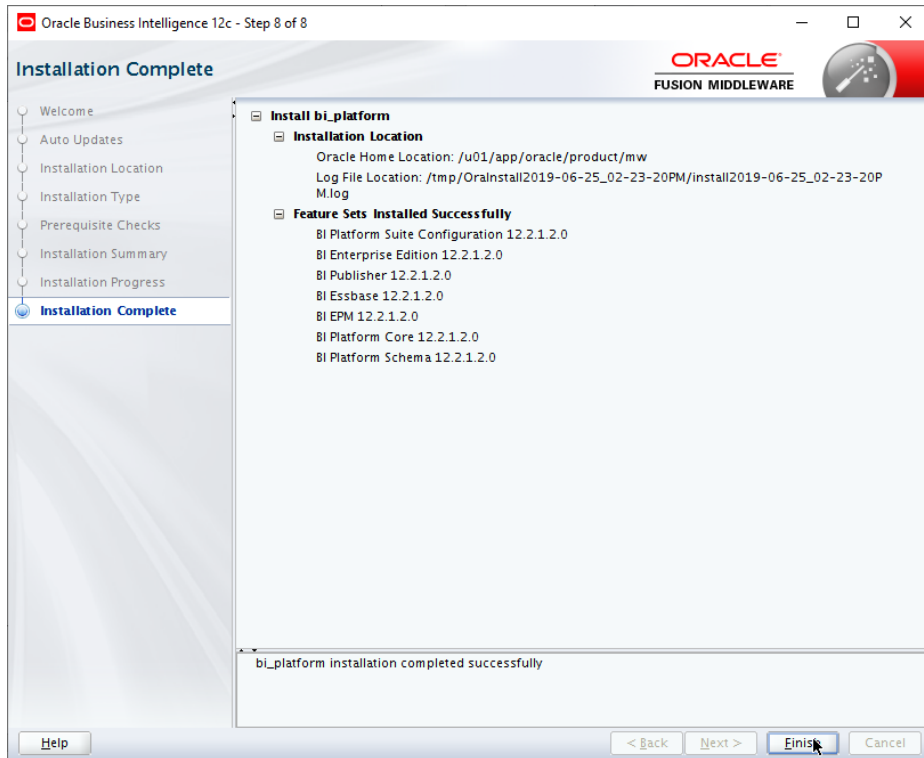 Oracle Business Intelligence 12c - Step 8 of 8
Installation Complete
ORACLE
FUSION MIDDLEWARE
Welcome
Auto Updates
Installation Location
Installation Type
Prerequisite Checks
Installation Summary
Installation Progress
Installation Complete
Install bi_platform
Installation Location
Oracle Home Location: /u01/app/oracle/product/mw
Log File Location: /tmp/OraInstall2019-06-25_02-23-20PM/install2019-06-25_02-23-20P
M.log
Feature Sets Installed Successfully
BI Platform Suite Configuration 12.2.1.2.0
BI Enterprise Edition 12.2.1.2.0
BI Publisher 12.2.1.2.0
BI Essbase 12.2.1.2.0
BI EPM 12.2.1.2.0
BI Platform Core 12.2.1.2.0
BI Platform Schema 12.2.1.2.0
bi_platform installation completed successfully
Help
< Back
Next >
Finish
Cancel